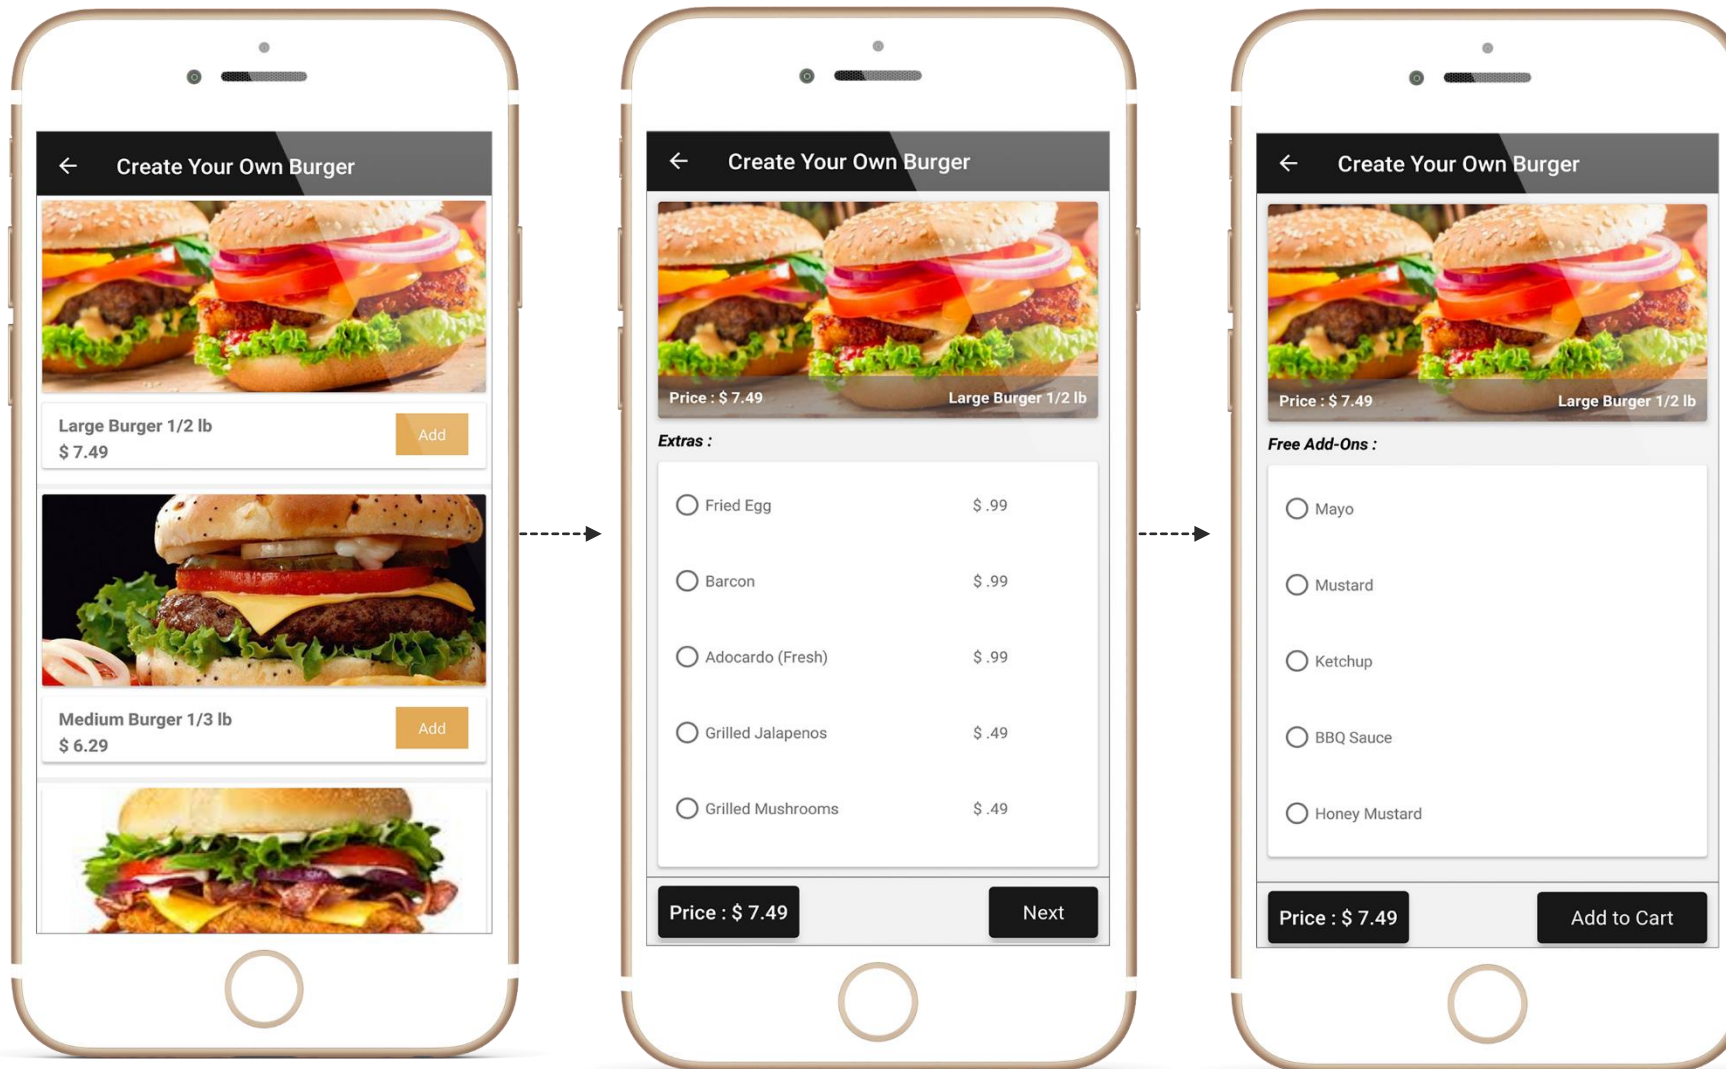 Create Your Own Burger
Large Burger 1/2 lb
$ 7.49
Add
Medium Burger 1/3 lb
$ 6.29
Add
Create Your Own Burger
Price : $ 7.49 Large Burger 1/2 lb
Extras :
Fried Egg $ .99
Barcon $ .99
Adocardo (Fresh) $ .99
Grilled Jalapenos $ .49
Grilled Mushrooms $ .49
Price : $ 7.49 Next
Create Your Own Burger
Price : $ 7.49 Large Burger 1/2 lb
Free Add-Ons :
Mayo
Mustard
Ketchup
BBQ Sauce
Honey Mustard
Price : $ 7.49 Add to Cart